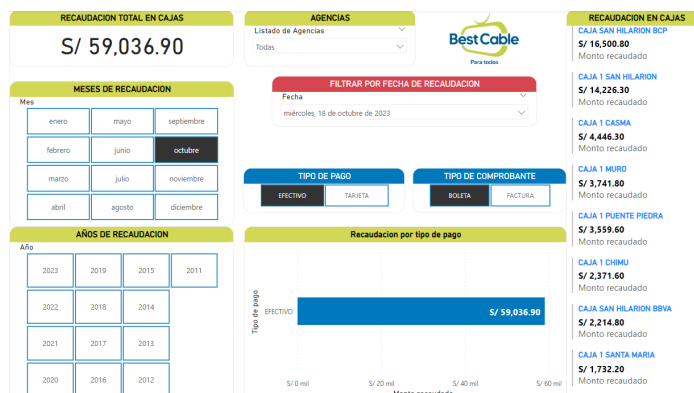 RECAUDACION TOTAL EN CAJAS
S/ 59,036.90
AGENCIAS
Listado de Agencias
Todas
BestCable
Para todos
FILTRAR POR FECHA DE RECAUDACION
Fecha
miércoles, 18 de octubre de 2023
MESES DE RECAUDACION
Mes
enero mayo septiembre
febrero junio octubre
marzo julio noviembre
abril agosto diciembre
TIPO DE PAGO
EFECTIVO TARJETA
TIPO DE COMPROBANTE
BOLETA FACTURA
AÑOS DE RECAUDACION
Año
2023 2019 2015 2011
2022 2018 2014
2021 2017 2013
2020 2016 2012
Recaudacion por tipo de pago
Tipo de pago
EFECTIVO
S/ 59,036.90
S/ 0 mil S/ 20 mil S/ 40 mil S/ 60 mil
Monto recaudado
RECAUDACION EN CAJAS
CAJA SAN HILARION BCP
S/ 16,500.80
Monto recaudado
CAJA 1 SAN HILARION
S/ 14,226.30
Monto recaudado
CAJA 1 CASMA
S/ 4,446.30
Monto recaudado
CAJA 1 MURO
S/ 3,741.80
Monto recaudado
CAJA 1 PUENTE PIEDRA
S/ 3,559.60
Monto recaudado
CAJA 1 CHIMU
S/ 2,371.60
Monto recaudado
CAJA SAN HILARION BBVA
S/ 2,214.80
Monto recaudado
CAJA 1 SANTA MARIA
S/ 1,732.20
Monto recaudado